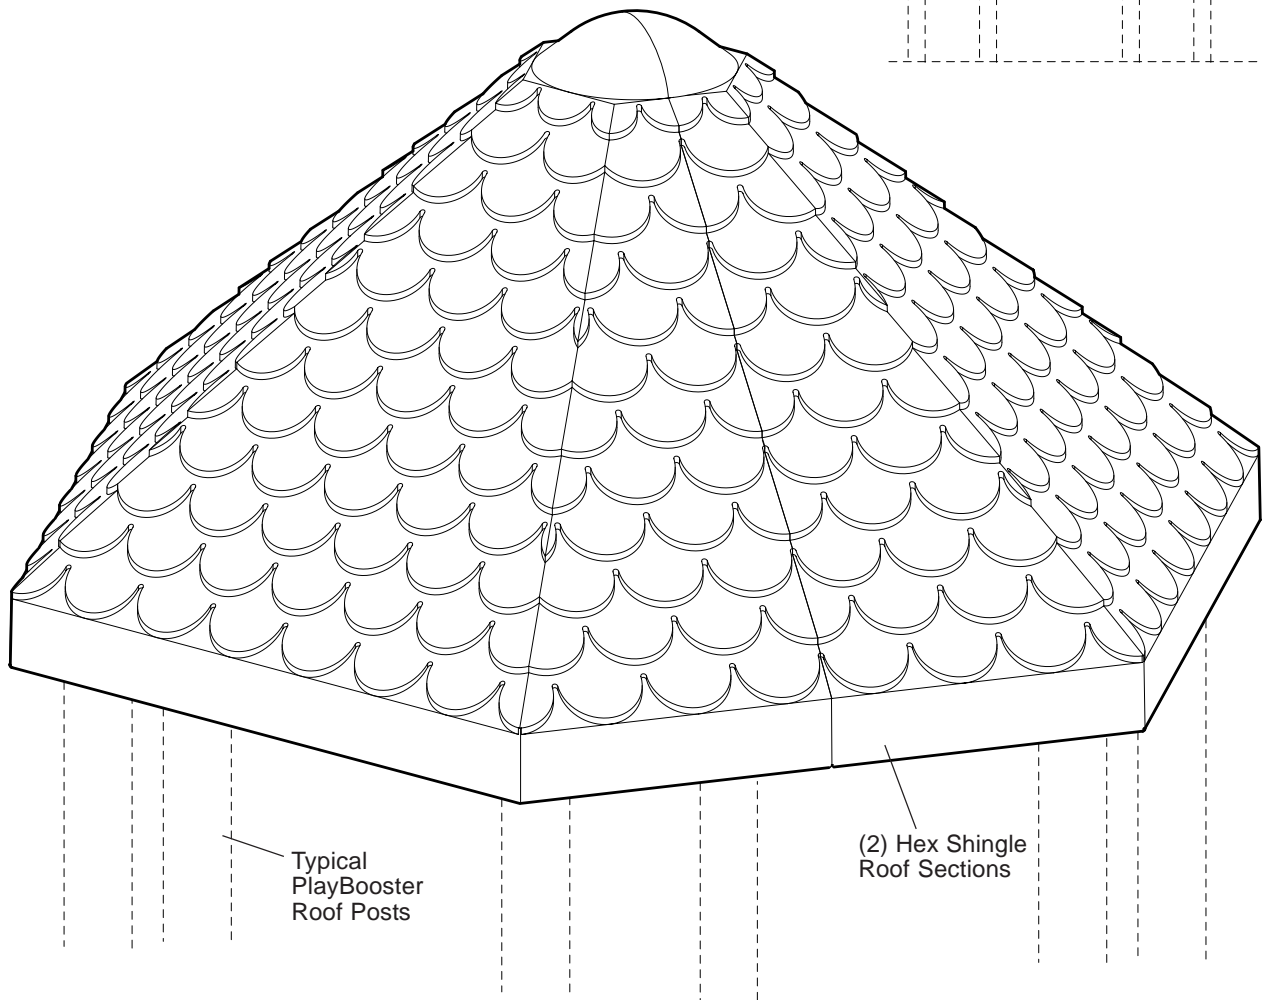 Typical
PlayBooster
Roof Posts
(2) Hex Shingle
Roof Sections